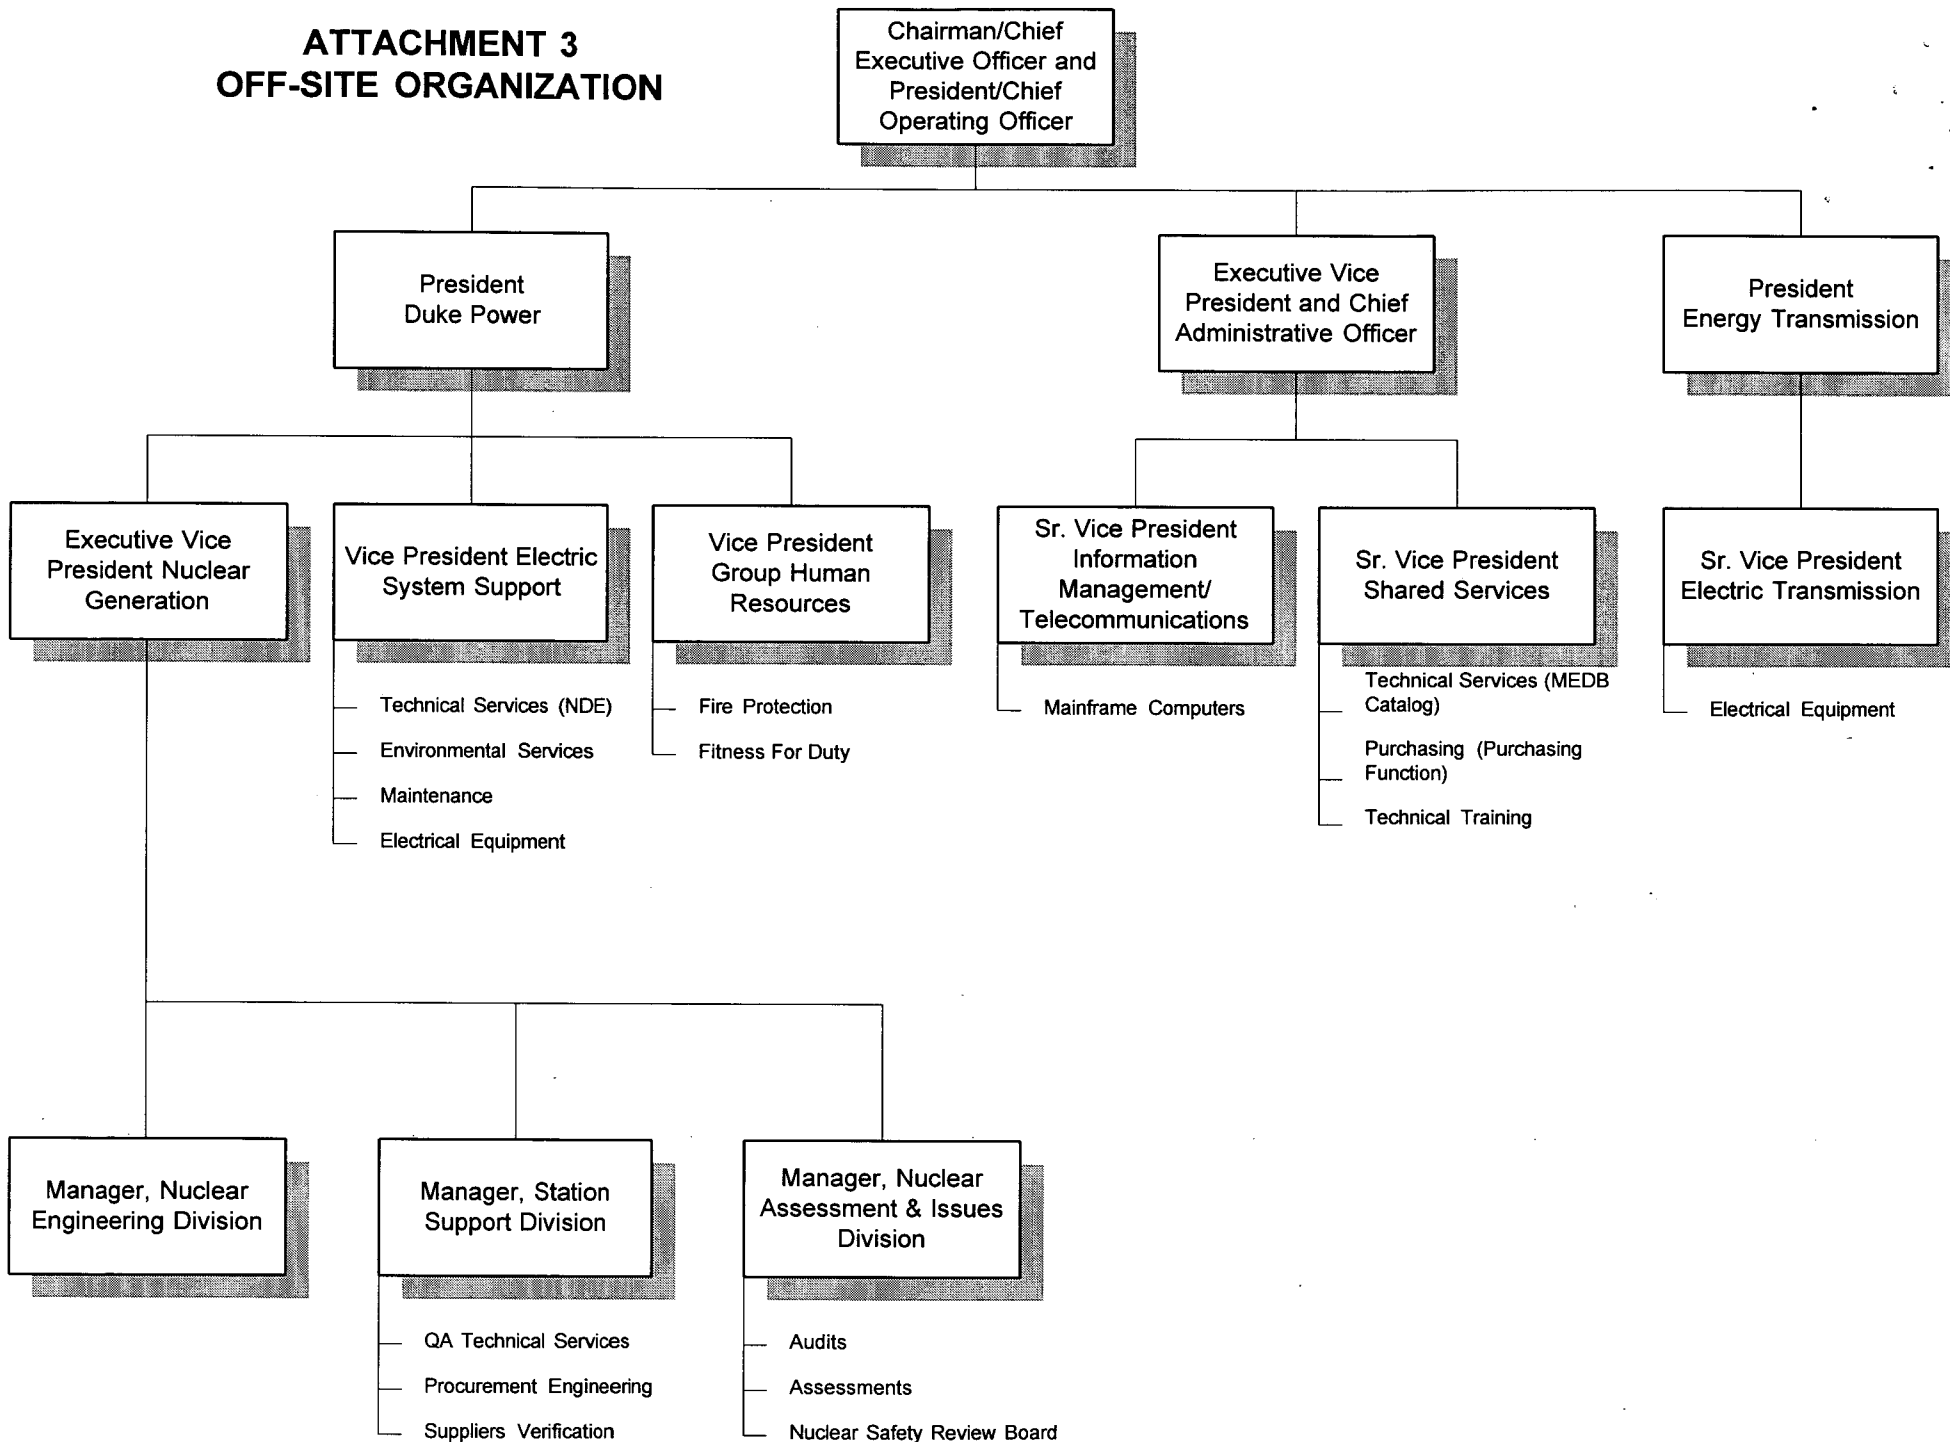 ATTACHMENT 3
OFF-SITE ORGANIZATION
Chairman/Chief
Executive Officer and
President/Chief
Operating Officer
President
Duke Power
Executive Vice
President and Chief
Administrative Officer
President
Energy Transmission
Executive Vice
President Nuclear
Generation
Vice President Electric
System Support
Technical Services (NDE)
Environmental Services
Maintenance
Electrical Equipment
Vice President
Group Human
Resources
Fire Protection
Fitness For Duty
Sr. Vice President
Information
Management/
Telecommunications
Mainframe Computers
Sr. Vice President
Shared Services
Technical Services (MEDB
Catalog)
Purchasing (Purchasing
Function)
Technical Training
Sr. Vice President
Electric Transmission
Electrical Equipment
Manager, Nuclear
Engineering Division
Manager, Station
Support Division
QA Technical Services
Procurement Engineering
Suppliers Verification
Manager, Nuclear
Assessment & Issues
Division
Audits
Assessments
Nuclear Safety Review Board